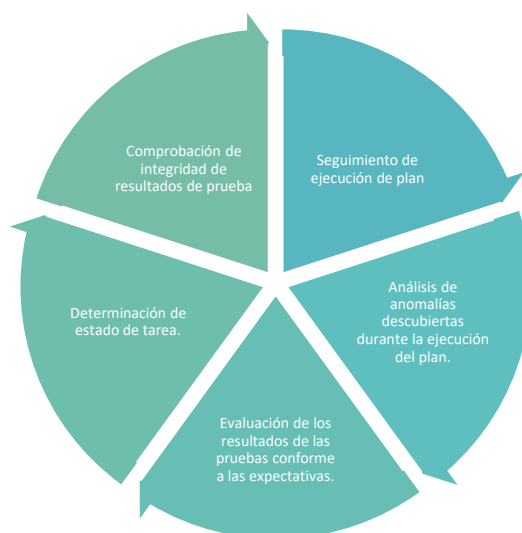 Comprobación de
integridad de
resultados de prueba
Seguimiento de
ejecución de plan
Análisis de
anomalías
descubiertas
durante la ejecución
del plan.
Evaluación de los
resultados de las
pruebas conforme
a las expectativas.
Determinación de
estado de tarea.